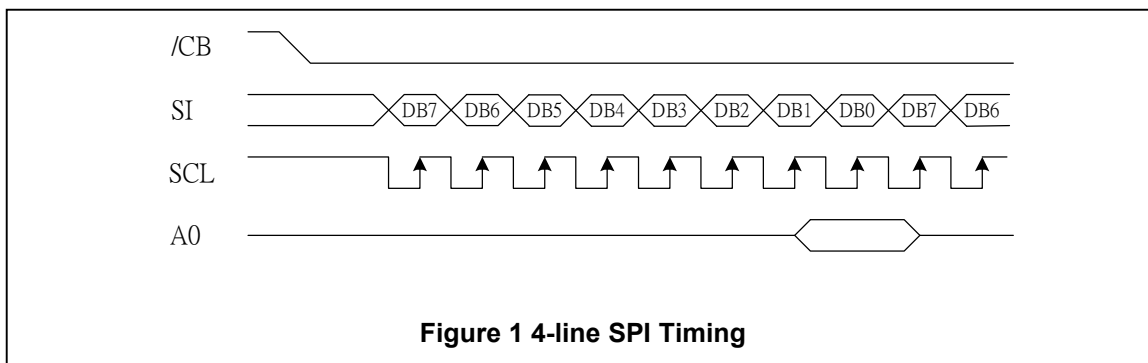 /CB
SI DB7 DB6 DB5 DB4 DB3 DB2 DB1 DB0 DB7 DB6
SCL
A0
Figure 1 4-line SPI Timing